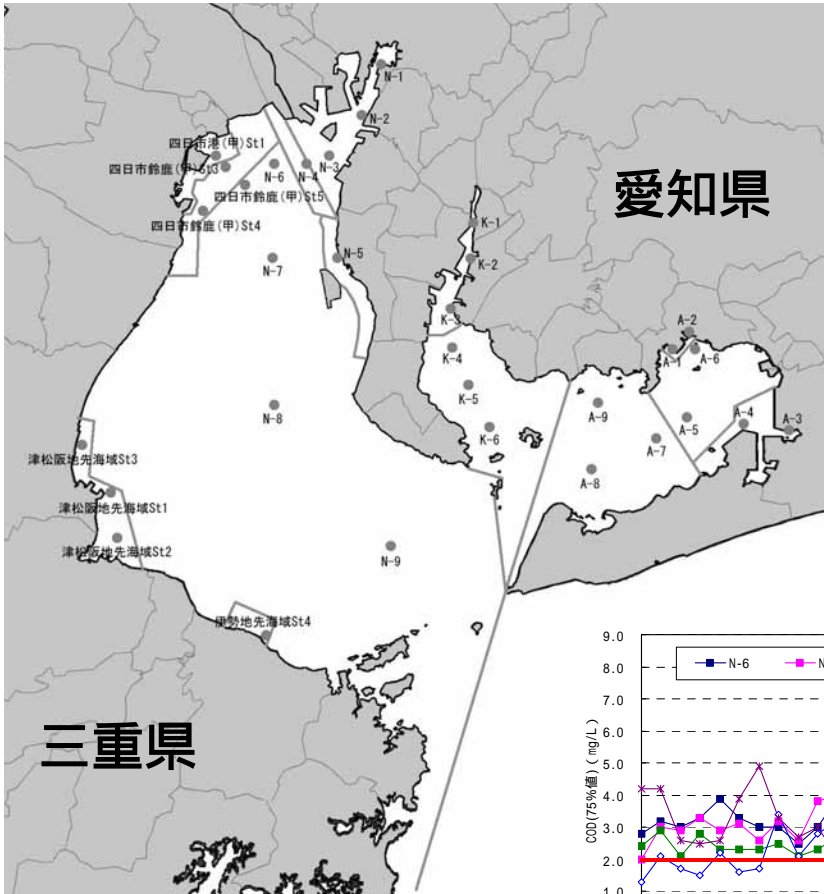 N-1
N-2
四日市港(甲)St1
四日市鈴鹿(甲)St3
N-6
N-4
N-3
四日市鈴鹿(甲)St5
四日市鈴鹿(甲)St4
愛知県
K-1
N-7
N-5
K-2
K-3
A-2
K-4
A-1
A-6
K-5
N-8
A-9
K-6
A-5
A-4
A-3
A-7
津松阪地先海域St3
A-8
津松阪地先海域St1
津松阪地先海域St2
N-9
伊勢地先海域St4
三重県
9.0
8.0
7.0
6.0
5.0
4.0
3.0
2.0
1.0
COD(75%値)(mg/L)
N-6
N